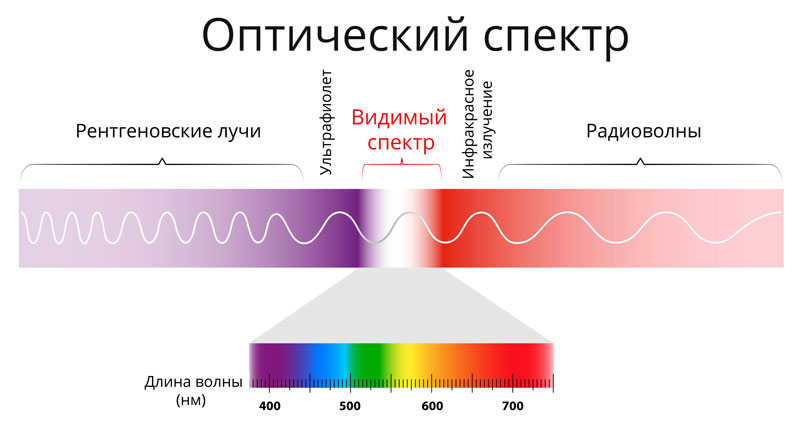 Оптический спектр
Рентгеновские лучи
Ультрафиолет
Видимый
спектр
Инфракрасное
излучение
Радиоволны
Длина волны
(нм)
400 500 600 700